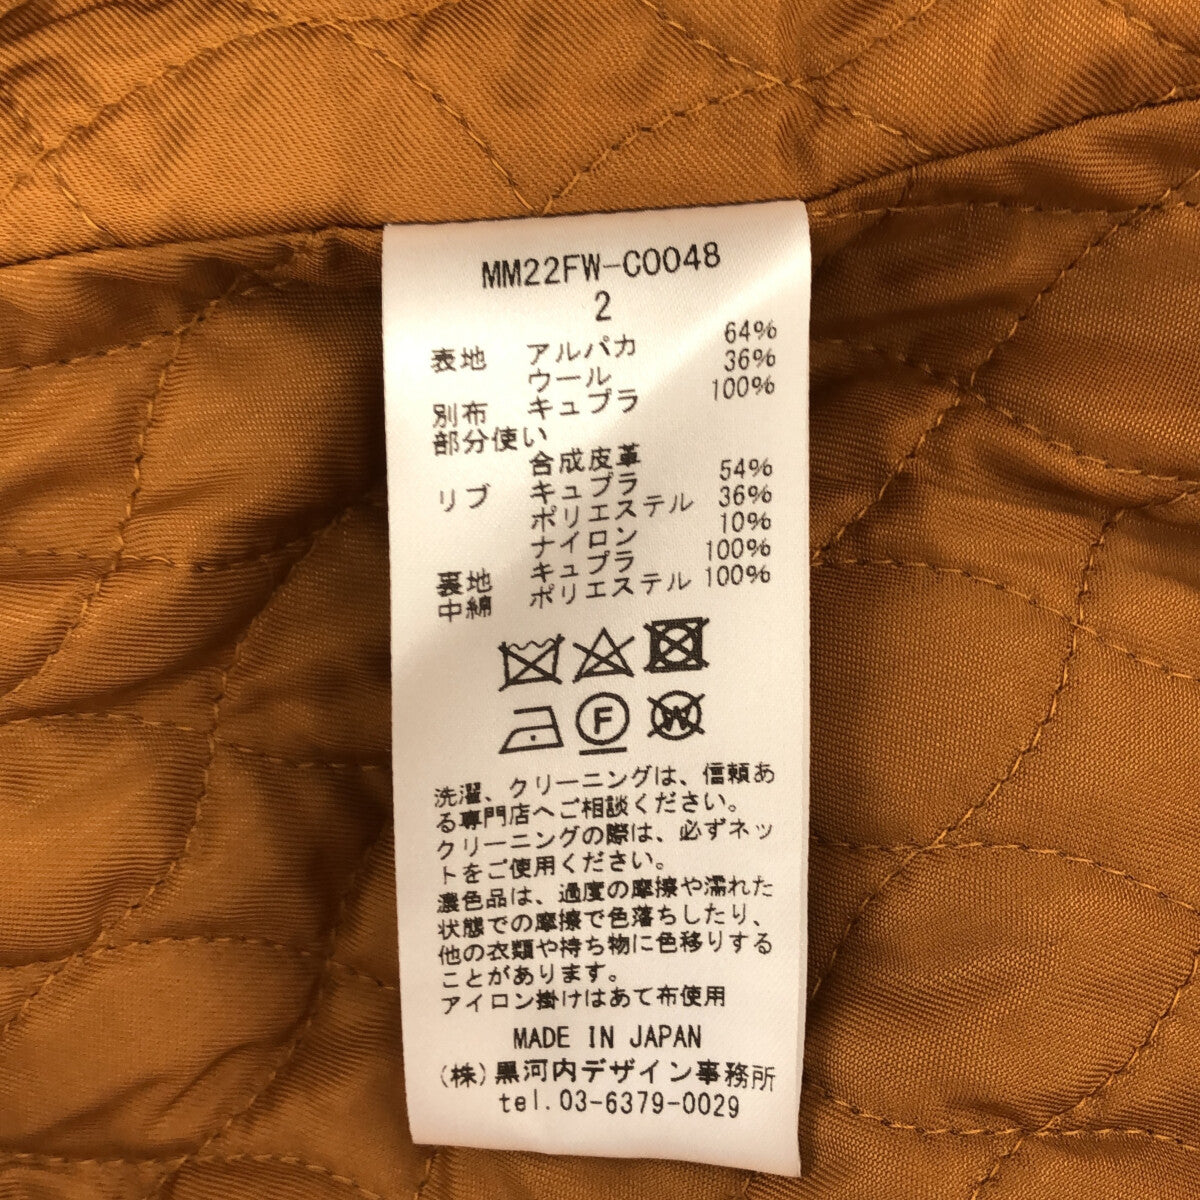 MM22FW-CO048
2
表地 アルパカ 64%
ウール 36%
別布 キュプラ 100%
部分使い
合成皮革
リブ キュプラ 54%
ポリエステル 36%
ナイロン 10%
裏地 キュプラ 100%
中綿 ポリエステル 100%
F W
洗濯、クリーニングは、信頼あ
る専門店へご相談ください。
クリーニングの際は、必ずネッ
トをご使用ください。
濃色品は、過度の摩擦や濡れた
状態での摩擦で色落ちしたり、
他の衣類や持ち物に色移りする
ことがあります。
アイロン掛けはあて布使用
MADE IN JAPAN
(株)黒河内デザイン事務所
tel.03-6379-0029